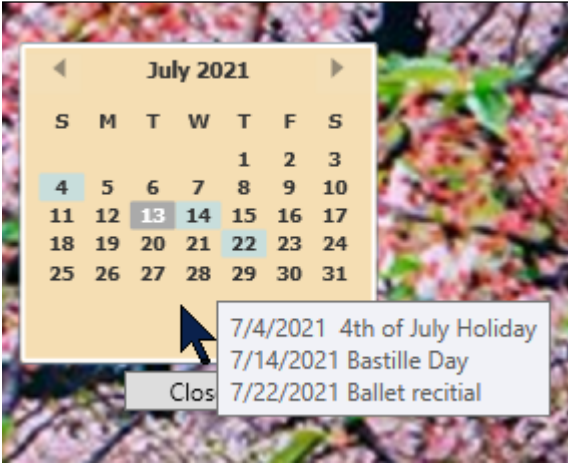 July 2021
S M T W T F S
1 2 3
4 5 6 7 8 9 10
11 12 13 14 15 16 17
18 19 20 21 22 23 24
25 26 27 28 29 30 31
7/4/2021 4th of July Holiday
7/14/2021 Bastille Day
Clos 7/22/2021 Ballet recitial